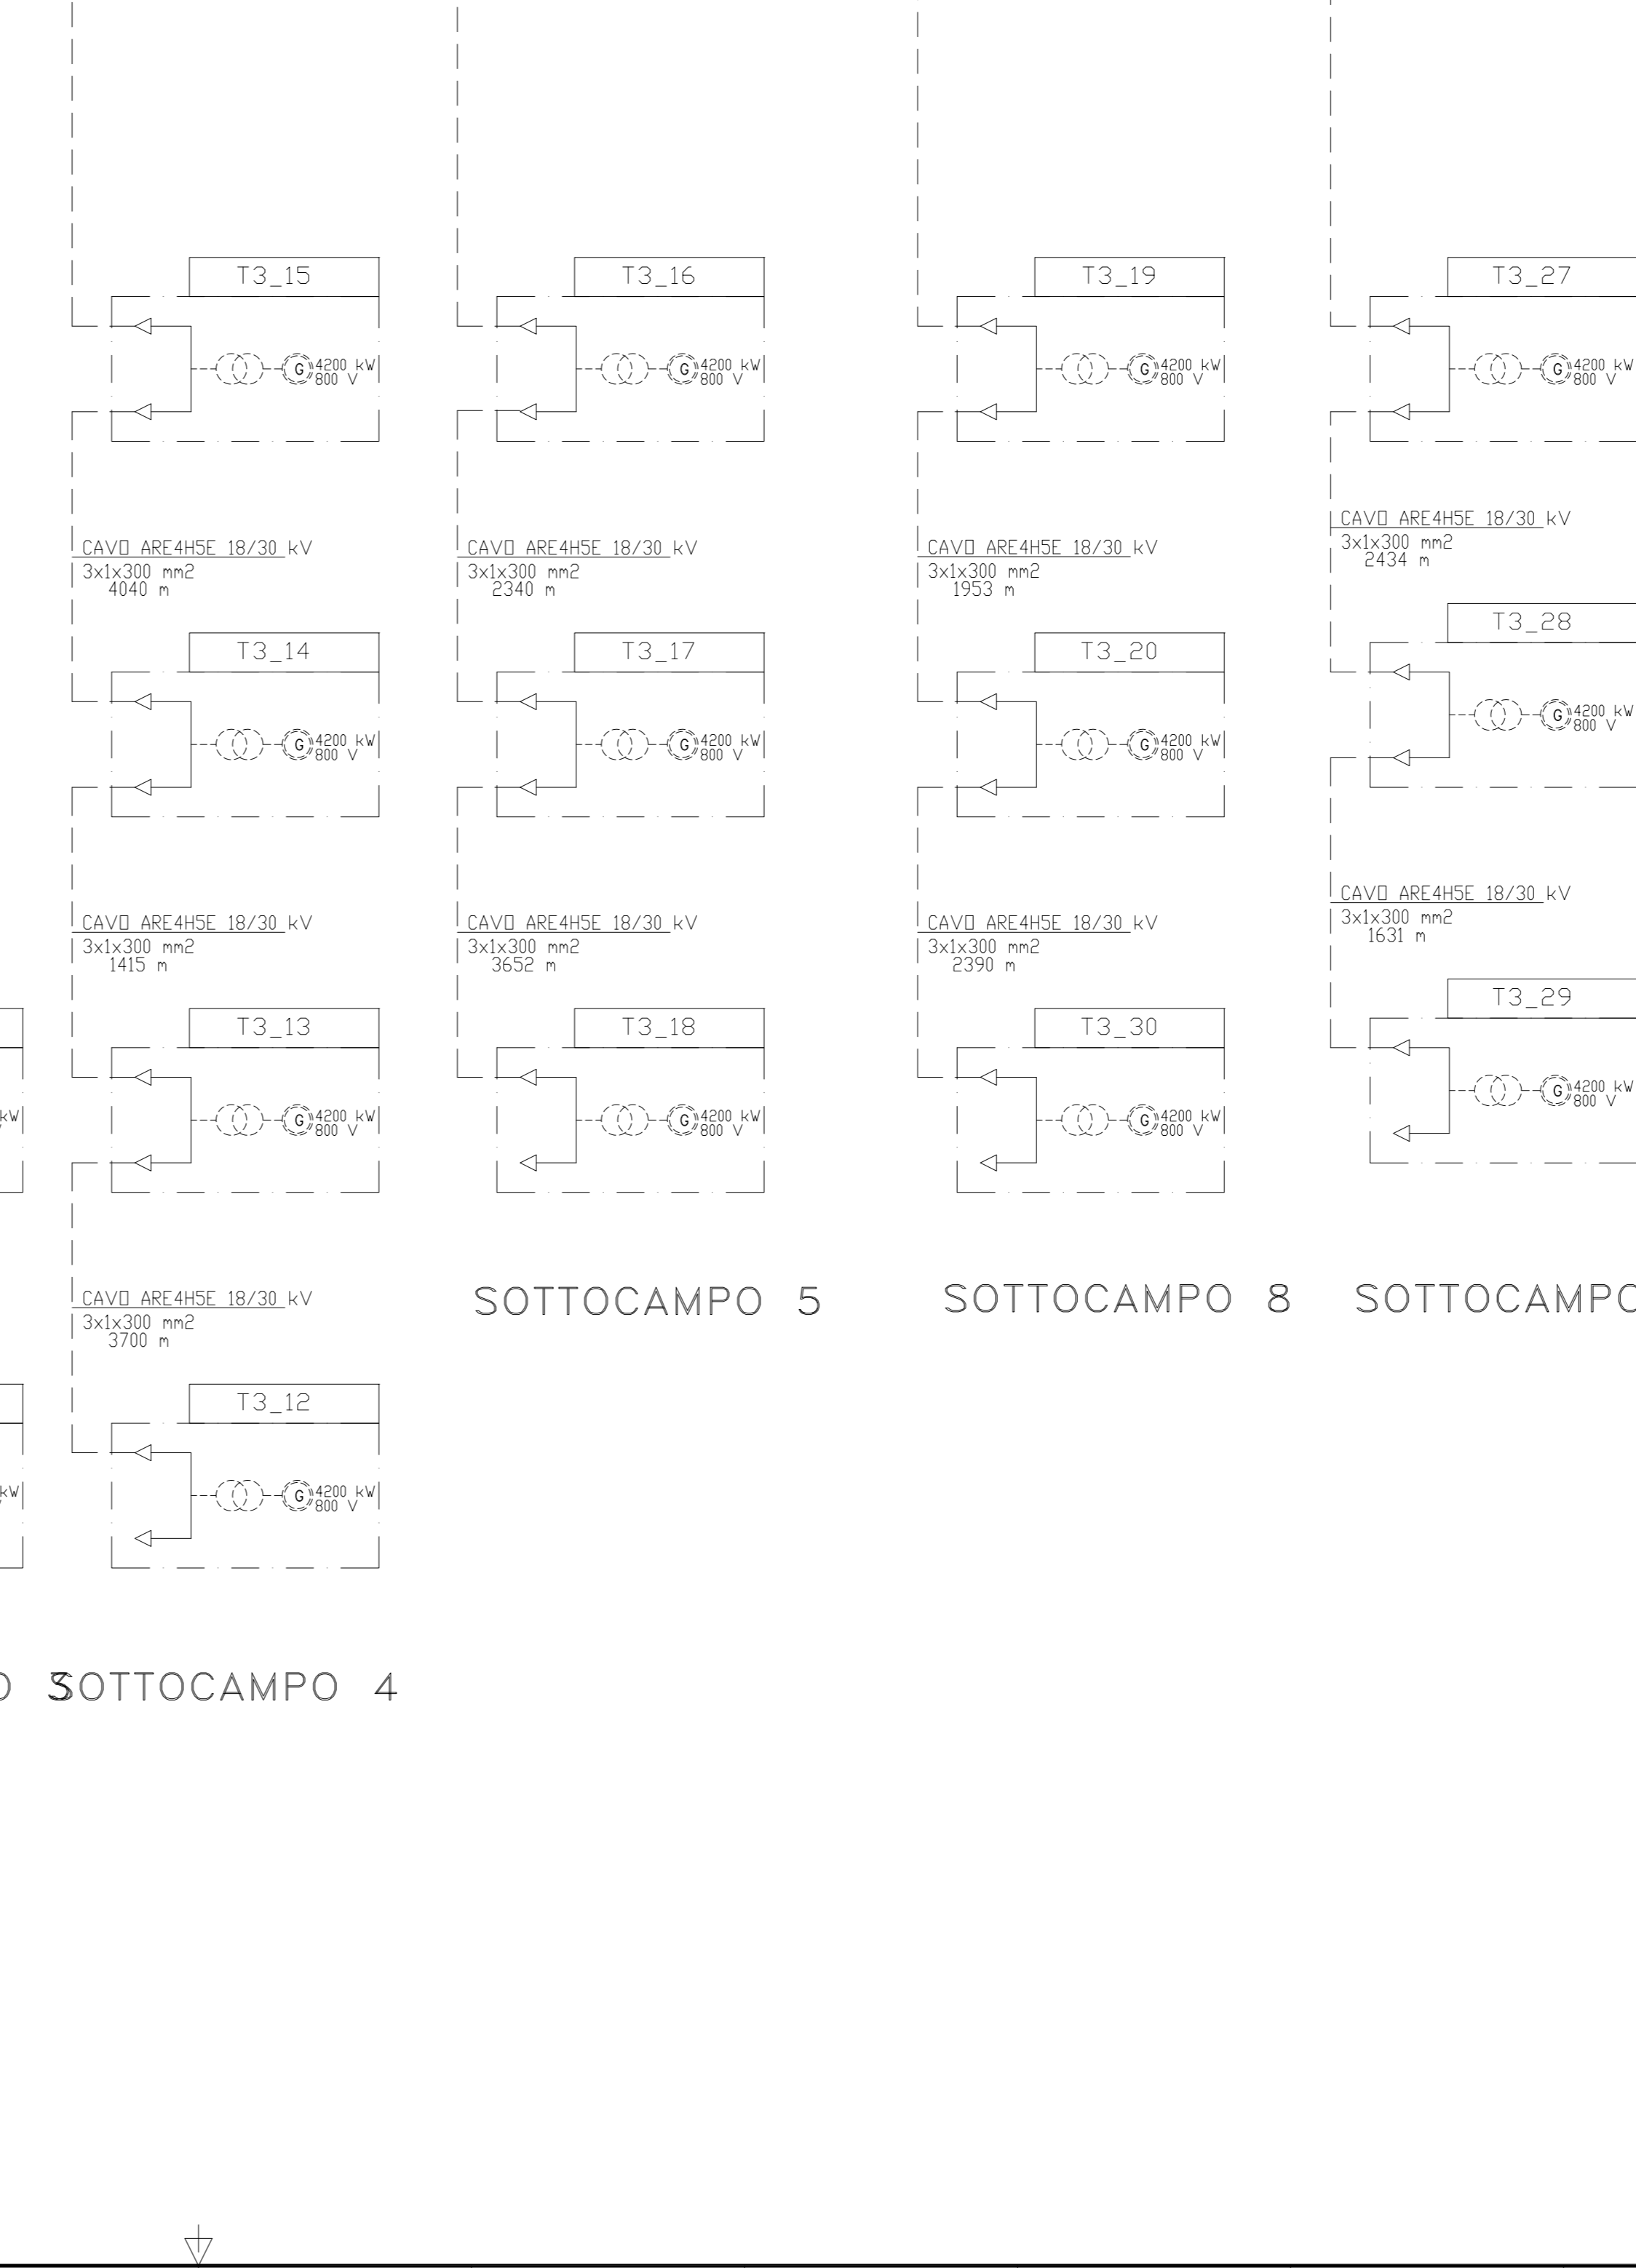 T3_15
4200 kW
800 V
CAVO ARE4H5E 18/30 kV
3x1x300 mm2
4040 m
T3_14
4200 kW
800 V
CAVO ARE4H5E 18/30 kV
3x1x300 mm2
1415 m
T3_13
4200 kW
800 V
CAVO ARE4H5E 18/30 kV
3x1x300 mm2
3700 m
T3_12
4200 kW
800 V
SOTTOCAMPO 4
T3_16
4200 kW
800 V
CAVO ARE4H5E 18/30 kV
3x1x300 mm2
2340 m
T3_17
4200 kW
800 V
CAVO ARE4H5E 18/30 kV
3x1x300 mm2
3652 m
T3_18
4200 kW
800 V
SOTTOCAMPO 5
T3_19
4200 kW
800 V
CAVO ARE4H5E 18/30 kV
3x1x300 mm2
1953 m
T3_20
4200 kW
800 V
CAVO ARE4H5E 18/30 kV
3x1x300 mm2
2390 m
T3_30
4200 kW
800 V
SOTTOCAMPO 8
T3_27
4200 kW
800 V
CAVO ARE4H5E 18/30 kV
3x1x300 mm2
2434 m
T3_28
4200 kW
800 V
CAVO ARE4H5E 18/30 kV
3x1x300 mm2
1631 m
T3_29
4200 kW
800 V
SOTTOCAMPO
kW
kW
O 3
G
G
G
G
G
G
G
G
G
G
G
G
G